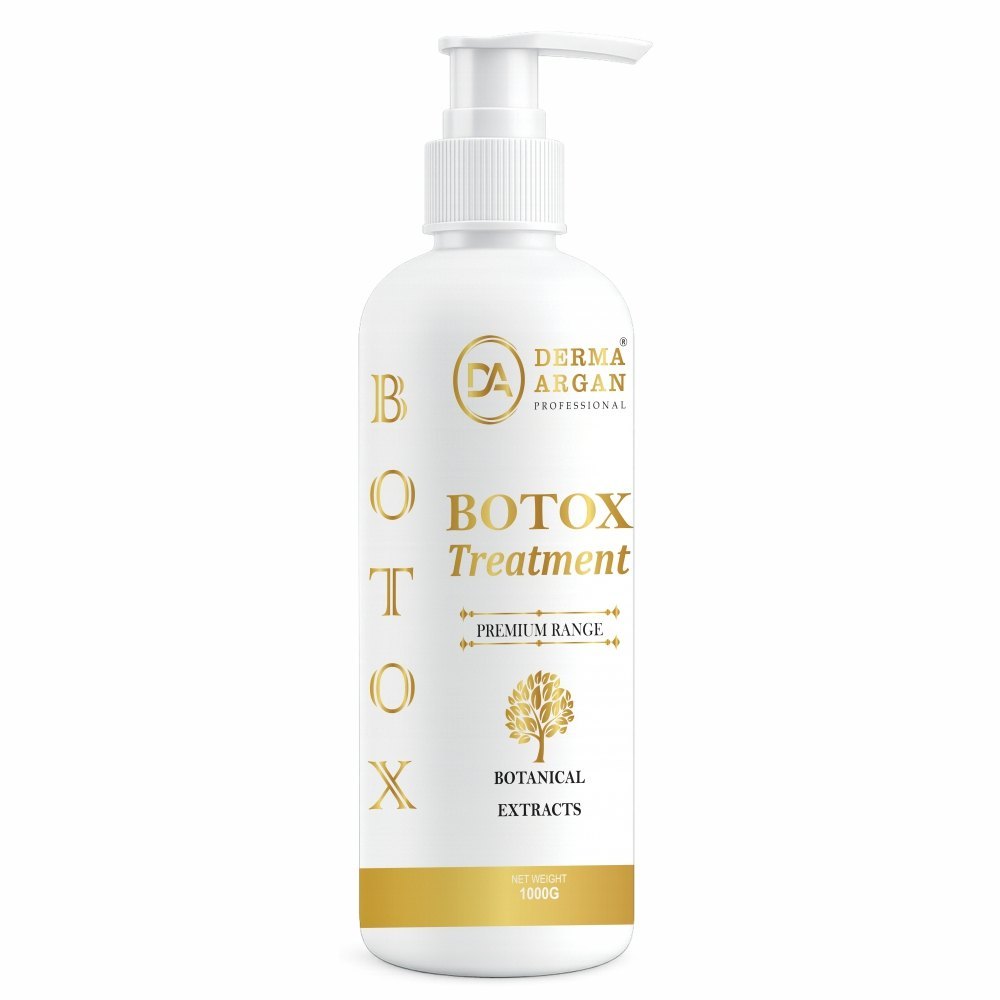 B
O
T
O
X
DA
DERMA®
ARGAN
PROFESSIONAL
BOTOX
Treatment
PREMIUM RANGE
BOTANICAL
EXTRACTS
NET WEIGHT
1000G